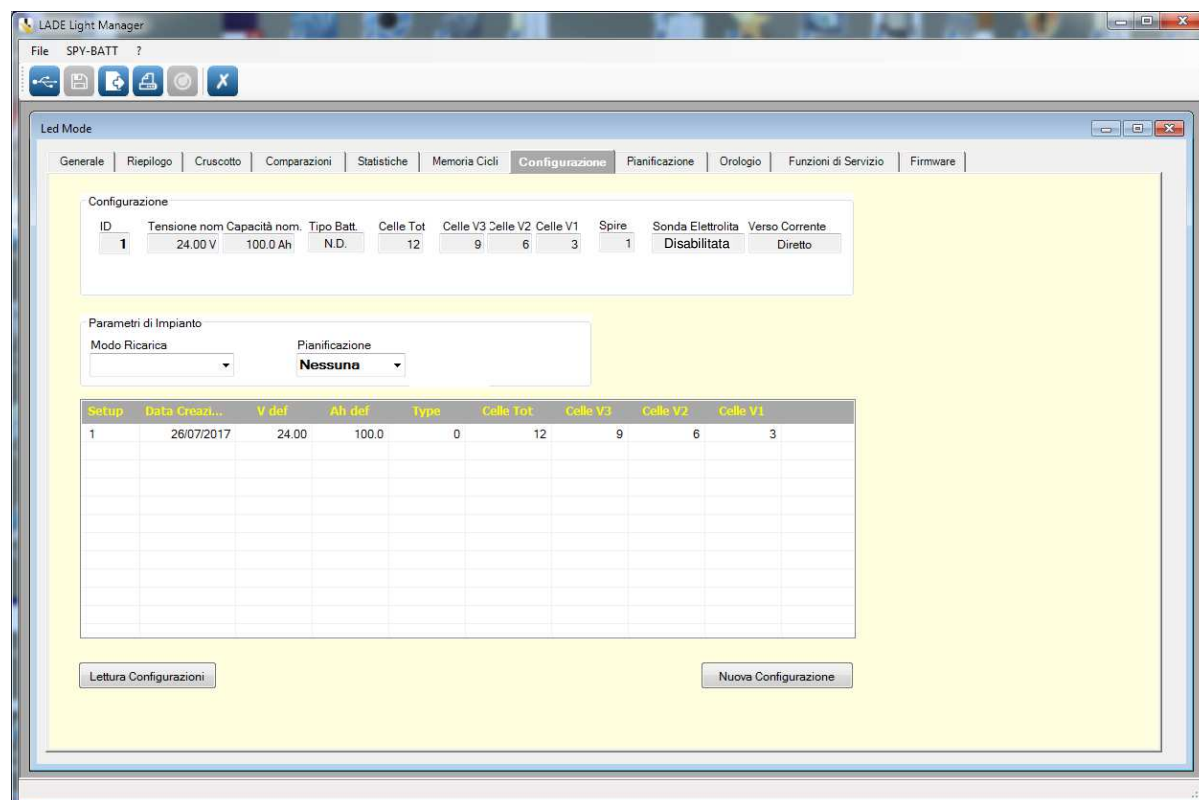 LADE Light Manager
File SPY-BATT ?
Led Mode
Generale Riepilogo Cruscotto Comparazioni Statistiche Memoria Cicli Configurazione Pianificazione Orologio Funzioni di Servizio Firmware
Configurazione
ID Tensione nom Capacità nom. Tipo Batt. Celle Tot Celle V3 Celle V2 Celle V1 Spire Sonda Elettrolita Verso Corrente
1 24.00 V 100.0 Ah N.D. 12 9 6 3 1 Disabilitata Diretto
Parametri di Impianto
Modo Ricarica Pianificazione
Nessuna
Setup Data Creazi... V def Ah def Type Celle Tot Celle V3 Celle V2 Celle V1
1 26/07/2017 24.00 100.0 0 12 9 6 3
Lettura Configurazioni Nuova Configurazione